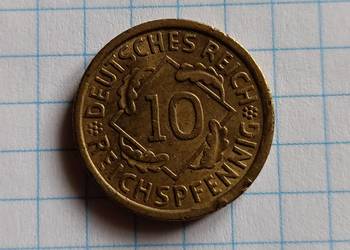 DEUTSCHES REICH
10
REICHSPFENNIG